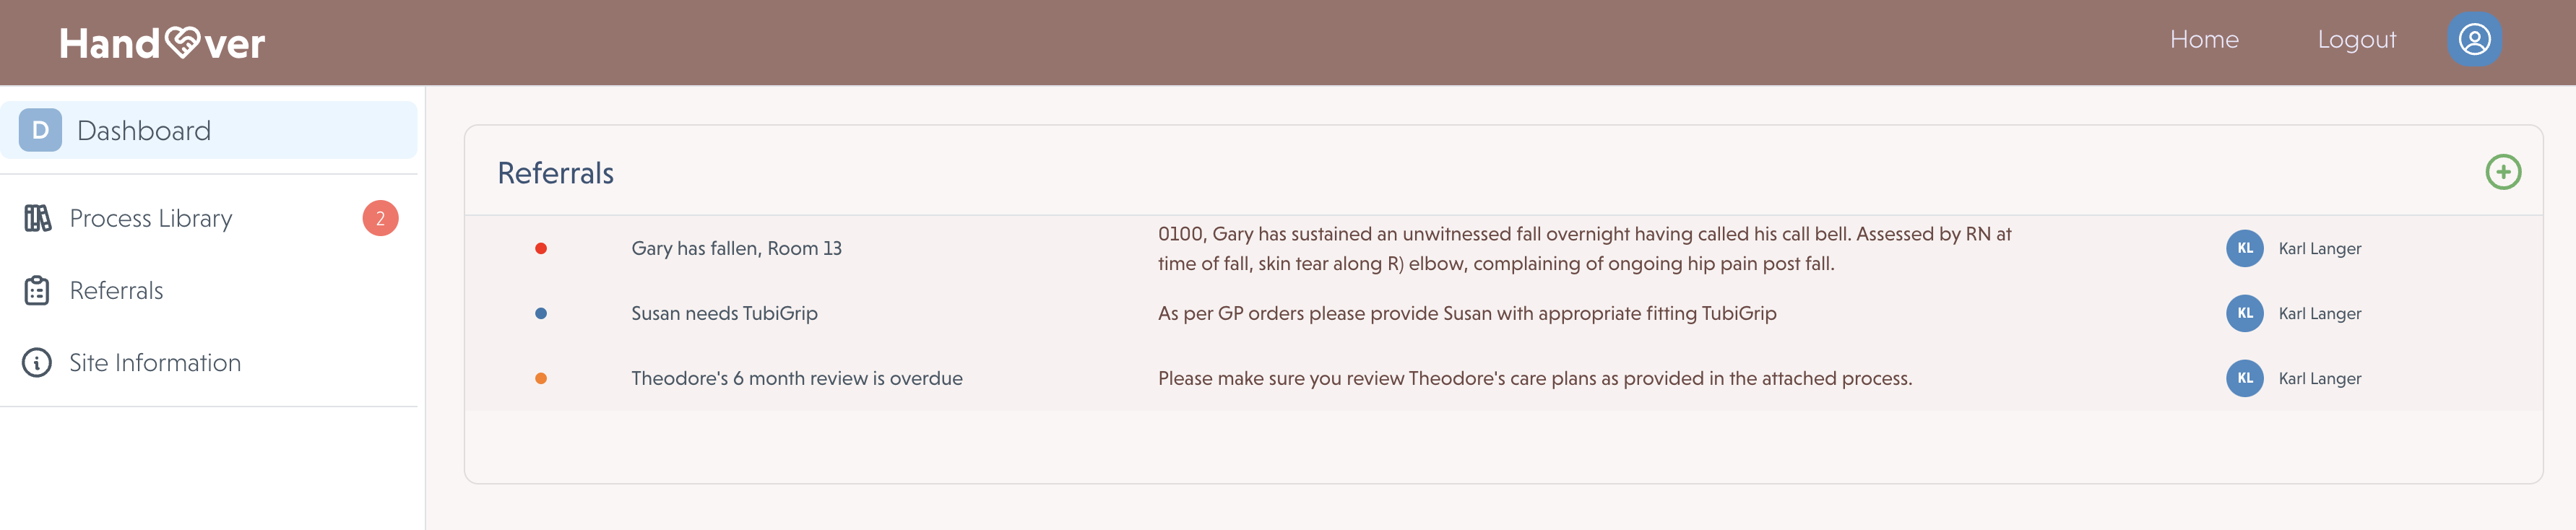 Hand ver
Home
Logout
D
Dashboard
Process Library
2
Referrals
Site Information
Referrals
Gary has fallen, Room 13
0100, Gary has sustained an unwitnessed fall overnight having called his call bell. Assessed by RN at
time of fall, skin tear along R) elbow, complaining of ongoing hip pain post fall.
KL
Karl Langer
Susan needs TubiGrip
As per GP orders please provide Susan with appropriate fitting TubiGrip
KL
Karl Langer
Theodore's 6 month review is overdue
Please make sure you review Theodore's care plans as provided in the attached process.
KL
Karl Langer